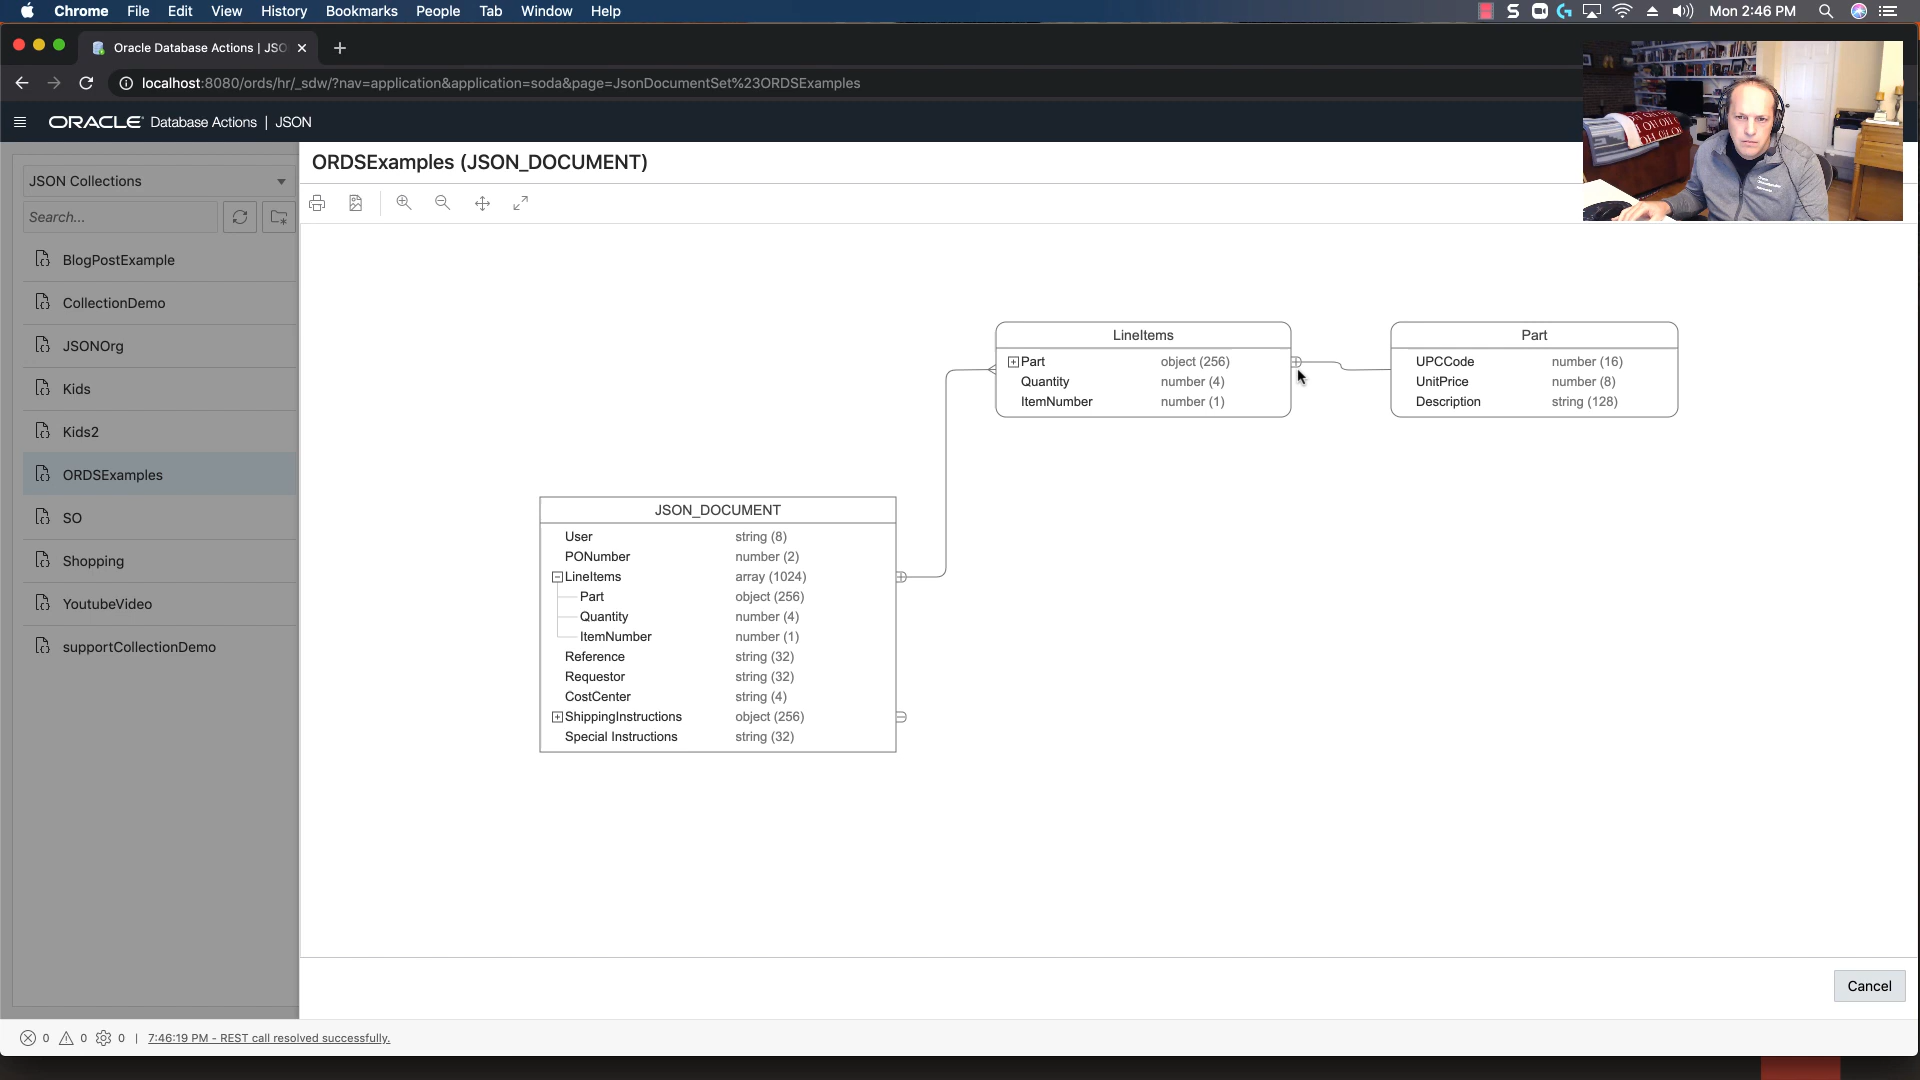 Chrome File Edit View History Bookmarks People Tab Window Help
Mon 2:46 PM
Oracle Database Actions | JSO
localhost:8080/ords/hr/_sdw/?nav=application&application=soda&page=JsonDocumentSet%23ORDSExamples
ORACLE Database Actions | JSON
JSON Collections
Search...
BlogPostExample
CollectionDemo
JSONOrg
Kids
Kids2
ORDSExamples
SO
Shopping
YoutubeVideo
supportCollectionDemo
ORDSExamples (JSON_DOCUMENT)
LineItems
Part object (256)
Quantity number (4)
ItemNumber number (1)
Part
UPCCode number (16)
UnitPrice number (8)
Description string (128)
JSON_DOCUMENT
User string (8)
PONumber number (2)
LineItems array (1024)
Part object (256)
Quantity number (4)
ItemNumber number (1)
Reference string (32)
Requestor string (32)
CostCenter string (4)
ShippingInstructions object (256)
Special Instructions string (32)
Cancel
0 0 0 | 7:46:19 PM - REST call resolved successfully.